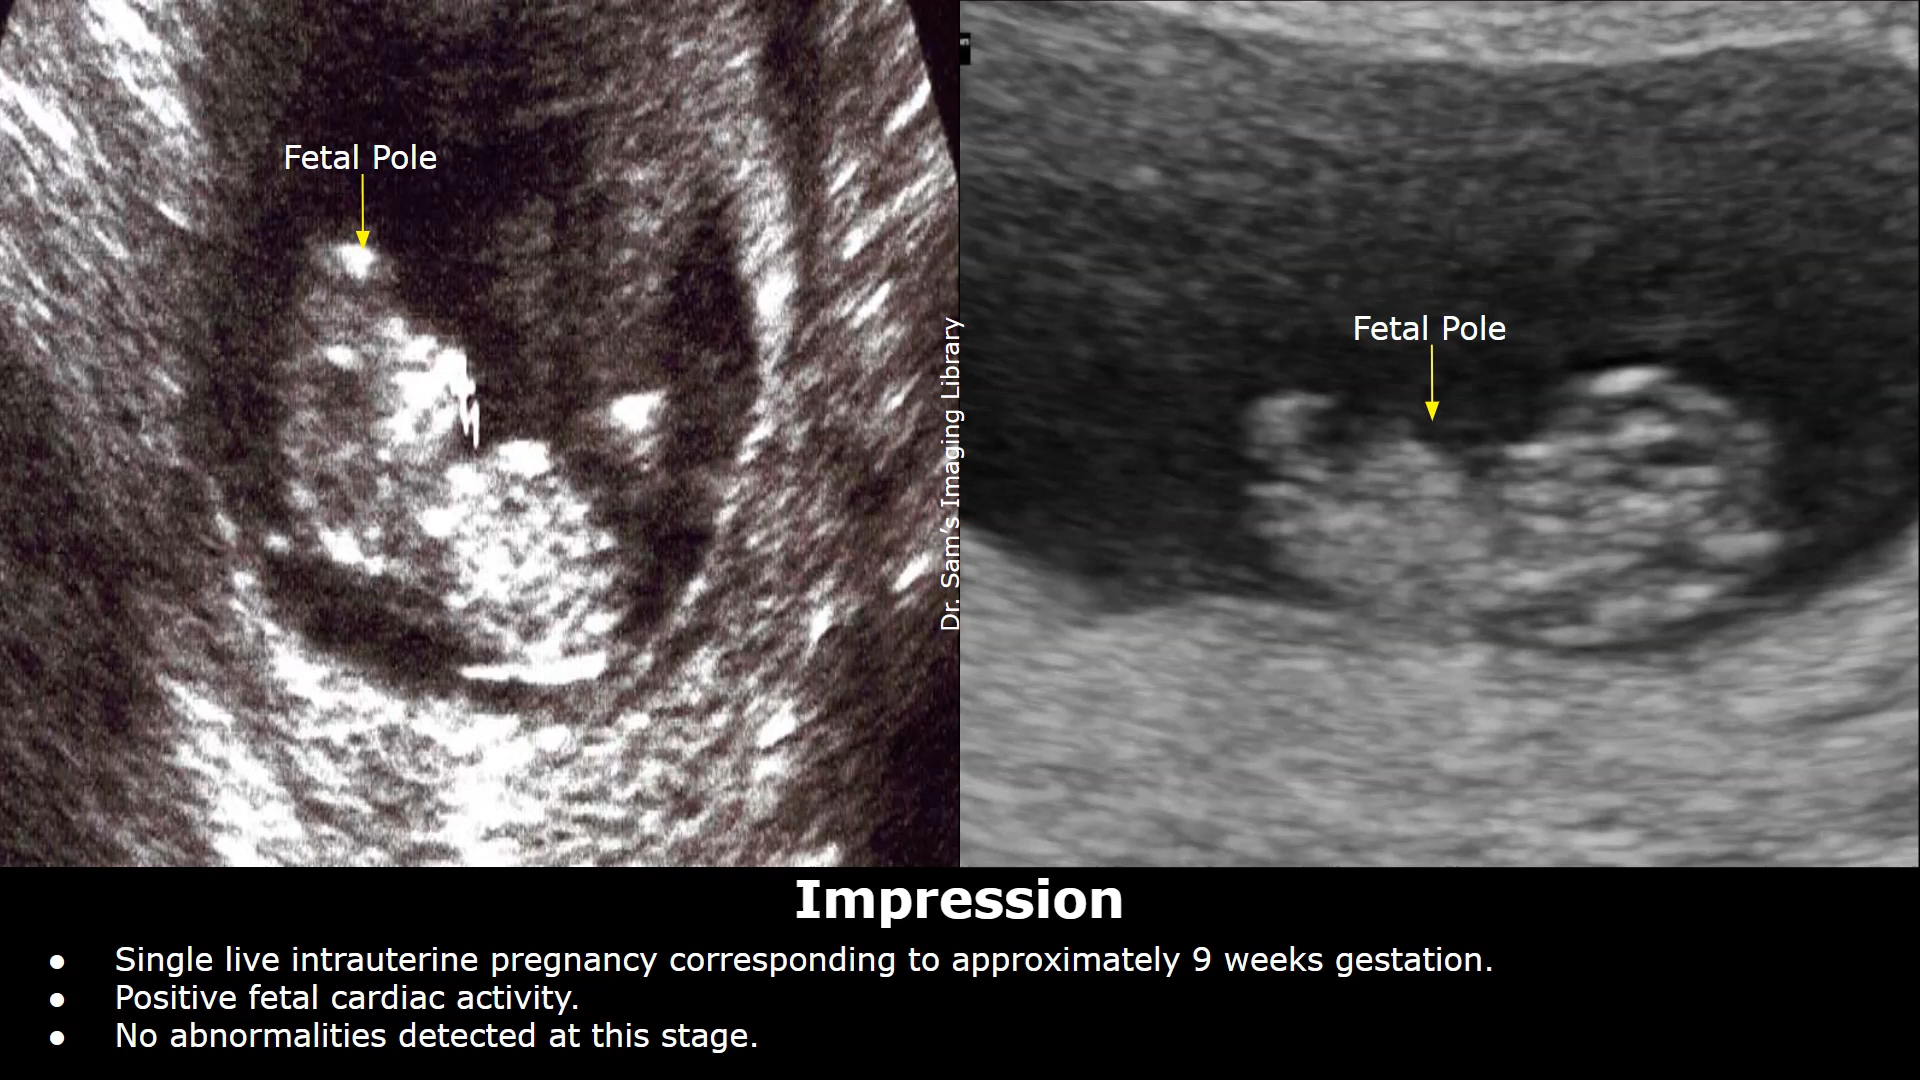 Fetal Pole
Fetal Pole
Dr. Sam's Imaging Library
Impression
● Single live intrauterine pregnancy corresponding to approximately 9 weeks gestation.
● Positive fetal cardiac activity.
● No abnormalities detected at this stage.